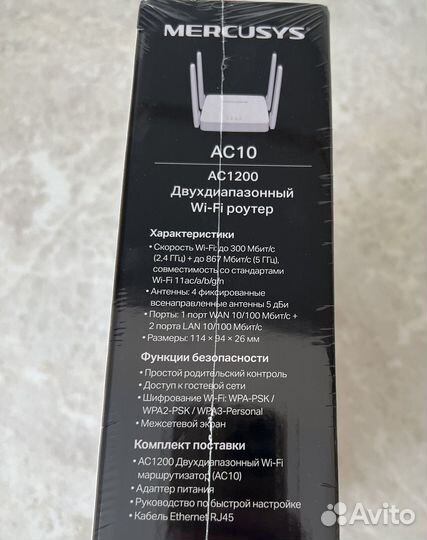 MERCUSYS
AC10
AC1200
Двухдиапазонный
Wi-Fi роутер
Характеристики
• Скорость Wi-Fi: до 300 Мбит/с
(2,4 ГГц) + до 867 Мбит/с (5 ГГц),
совместимость со стандартами
Wi-Fi 11ac/a/b/g/n
• Антенны: 4 фиксированные
всенаправленные антенны 5 дБи
• Порты: 1 порт WAN 10/100 Мбит/с +
2 порта LAN 10/100 Мбит/с
• Размеры: 114 × 94 × 26 мм
Функции безопасности
• Простой родительский контроль
• Доступ к гостевой сети
• Шифрование Wi-Fi: WPA-PSK /
WPA2-PSK / WPA3-Personal
• Межсетевой экран
Комплект поставки
• AC1200 Двухдиапазонный Wi-Fi
маршрутизатор (AC10)
• Адаптер питания
• Руководство по быстрой настройке
• Кабель Ethernet RJ45
Avito